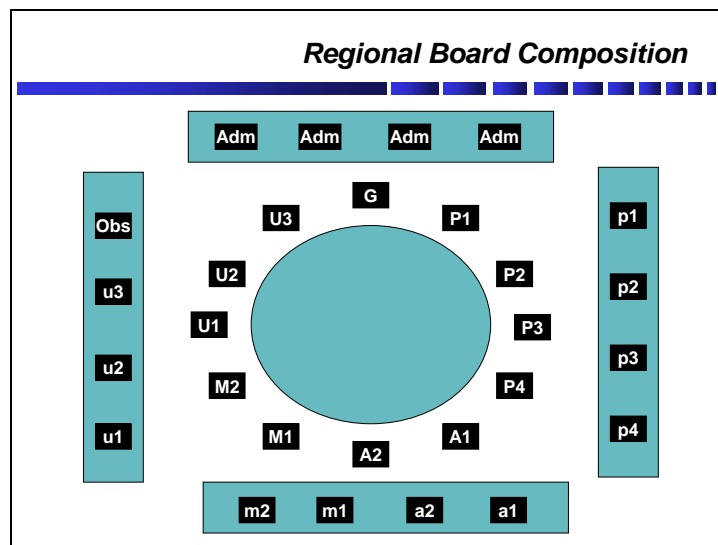 Regional Board Composition
Adm Adm Adm Adm
G
U3 P1
Obs p1
U2 P2
u3 p2
U1 P3
u2 p3
M2 P4
u1 p4
M1 A1
A2
m2 m1 a2 a1